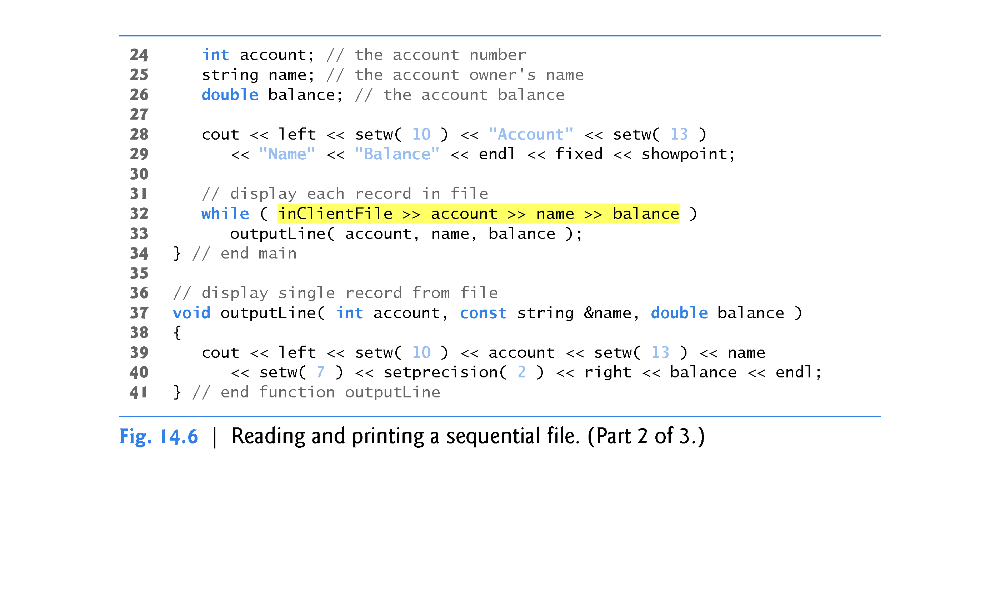 24 int account; // the account number
25 string name; // the account owner's name
26 double balance; // the account balance
27
28 cout << left << setw( 10 ) << "Account" << setw( 13 )
29 << "Name" << "Balance" << endl << fixed << showpoint;
30
31 // display each record in file
32 while ( inClientFile >> account >> name >> balance )
33 outputLine( account, name, balance );
34 } // end main
35
36 // display single record from file
37 void outputLine( int account, const string &name, double balance )
38 {
39 cout << left << setw( 10 ) << account << setw( 13 ) << name
40 << setw( 7 ) << setprecision( 2 ) << right << balance << endl;
41 } // end function outputLine
Fig. 14.6 | Reading and printing a sequential file. (Part 2 of 3.)